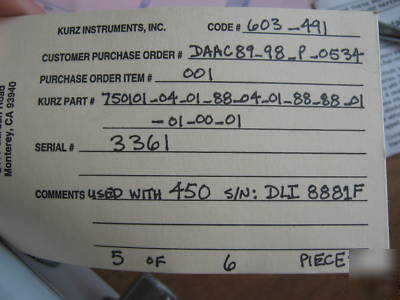 KURZ INSTRUMENTS, INC. CODE # 603-491
CUSTOMER PURCHASE ORDER # DAAC89-98-P-0534
PURCHASE ORDER ITEM # 001
KURZ PART # 750101-04-01-88-04-01-88-88-01
-01-00-01
SERIAL # 3361
COMMENTS USED WITH 450 S/N: DLI 8881F
5 OF 6 PIECE
Road
Monterey, CA 93940